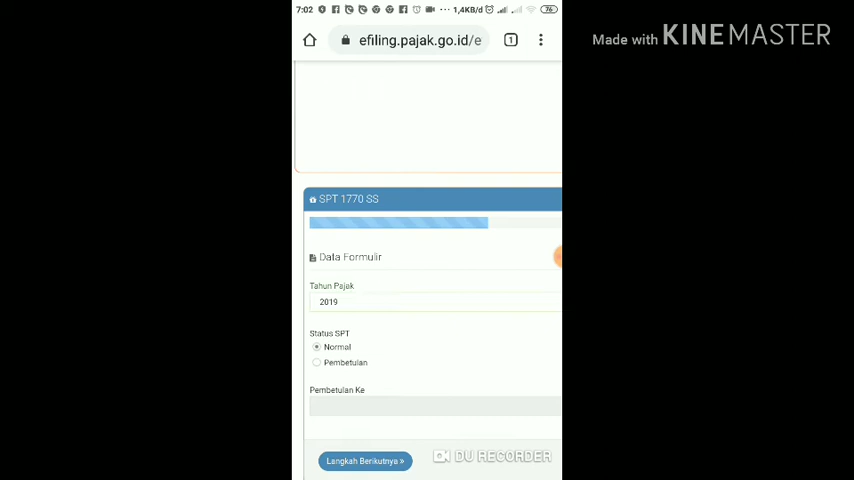 7:02 1,4KB/d 76
efiling.pajak.go.id/e 1
Made with KINEMASTER
SPT 1770 SS
Data Formulir
Tahun Pajak
2019
Status SPT
Normal
Pembetulan
Pembetulan Ke
Langkah Berikutnya »
DU RECORDER